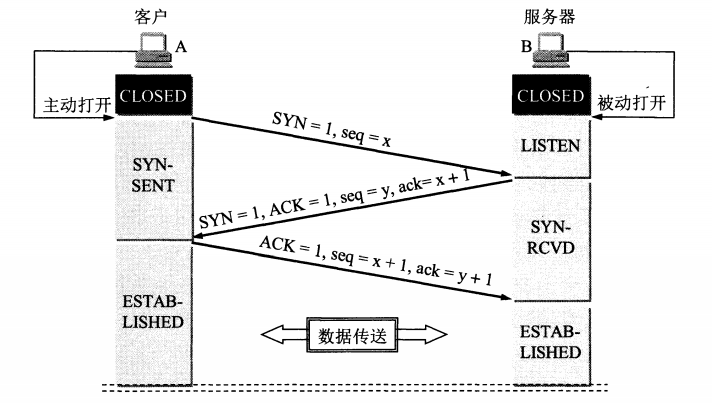 客户
服务器
A
B
主动打开
CLOSED
CLOSED
被动打开
SYN = 1, seq = x
LISTEN
SYN-
SENT
SYN = 1, ACK = 1, seq = y, ack= x + 1
SYN-
RCVD
ACK = 1, seq = x + 1, ack = y + 1
ESTAB-
LISHED
数据传送
ESTAB-
LISHED